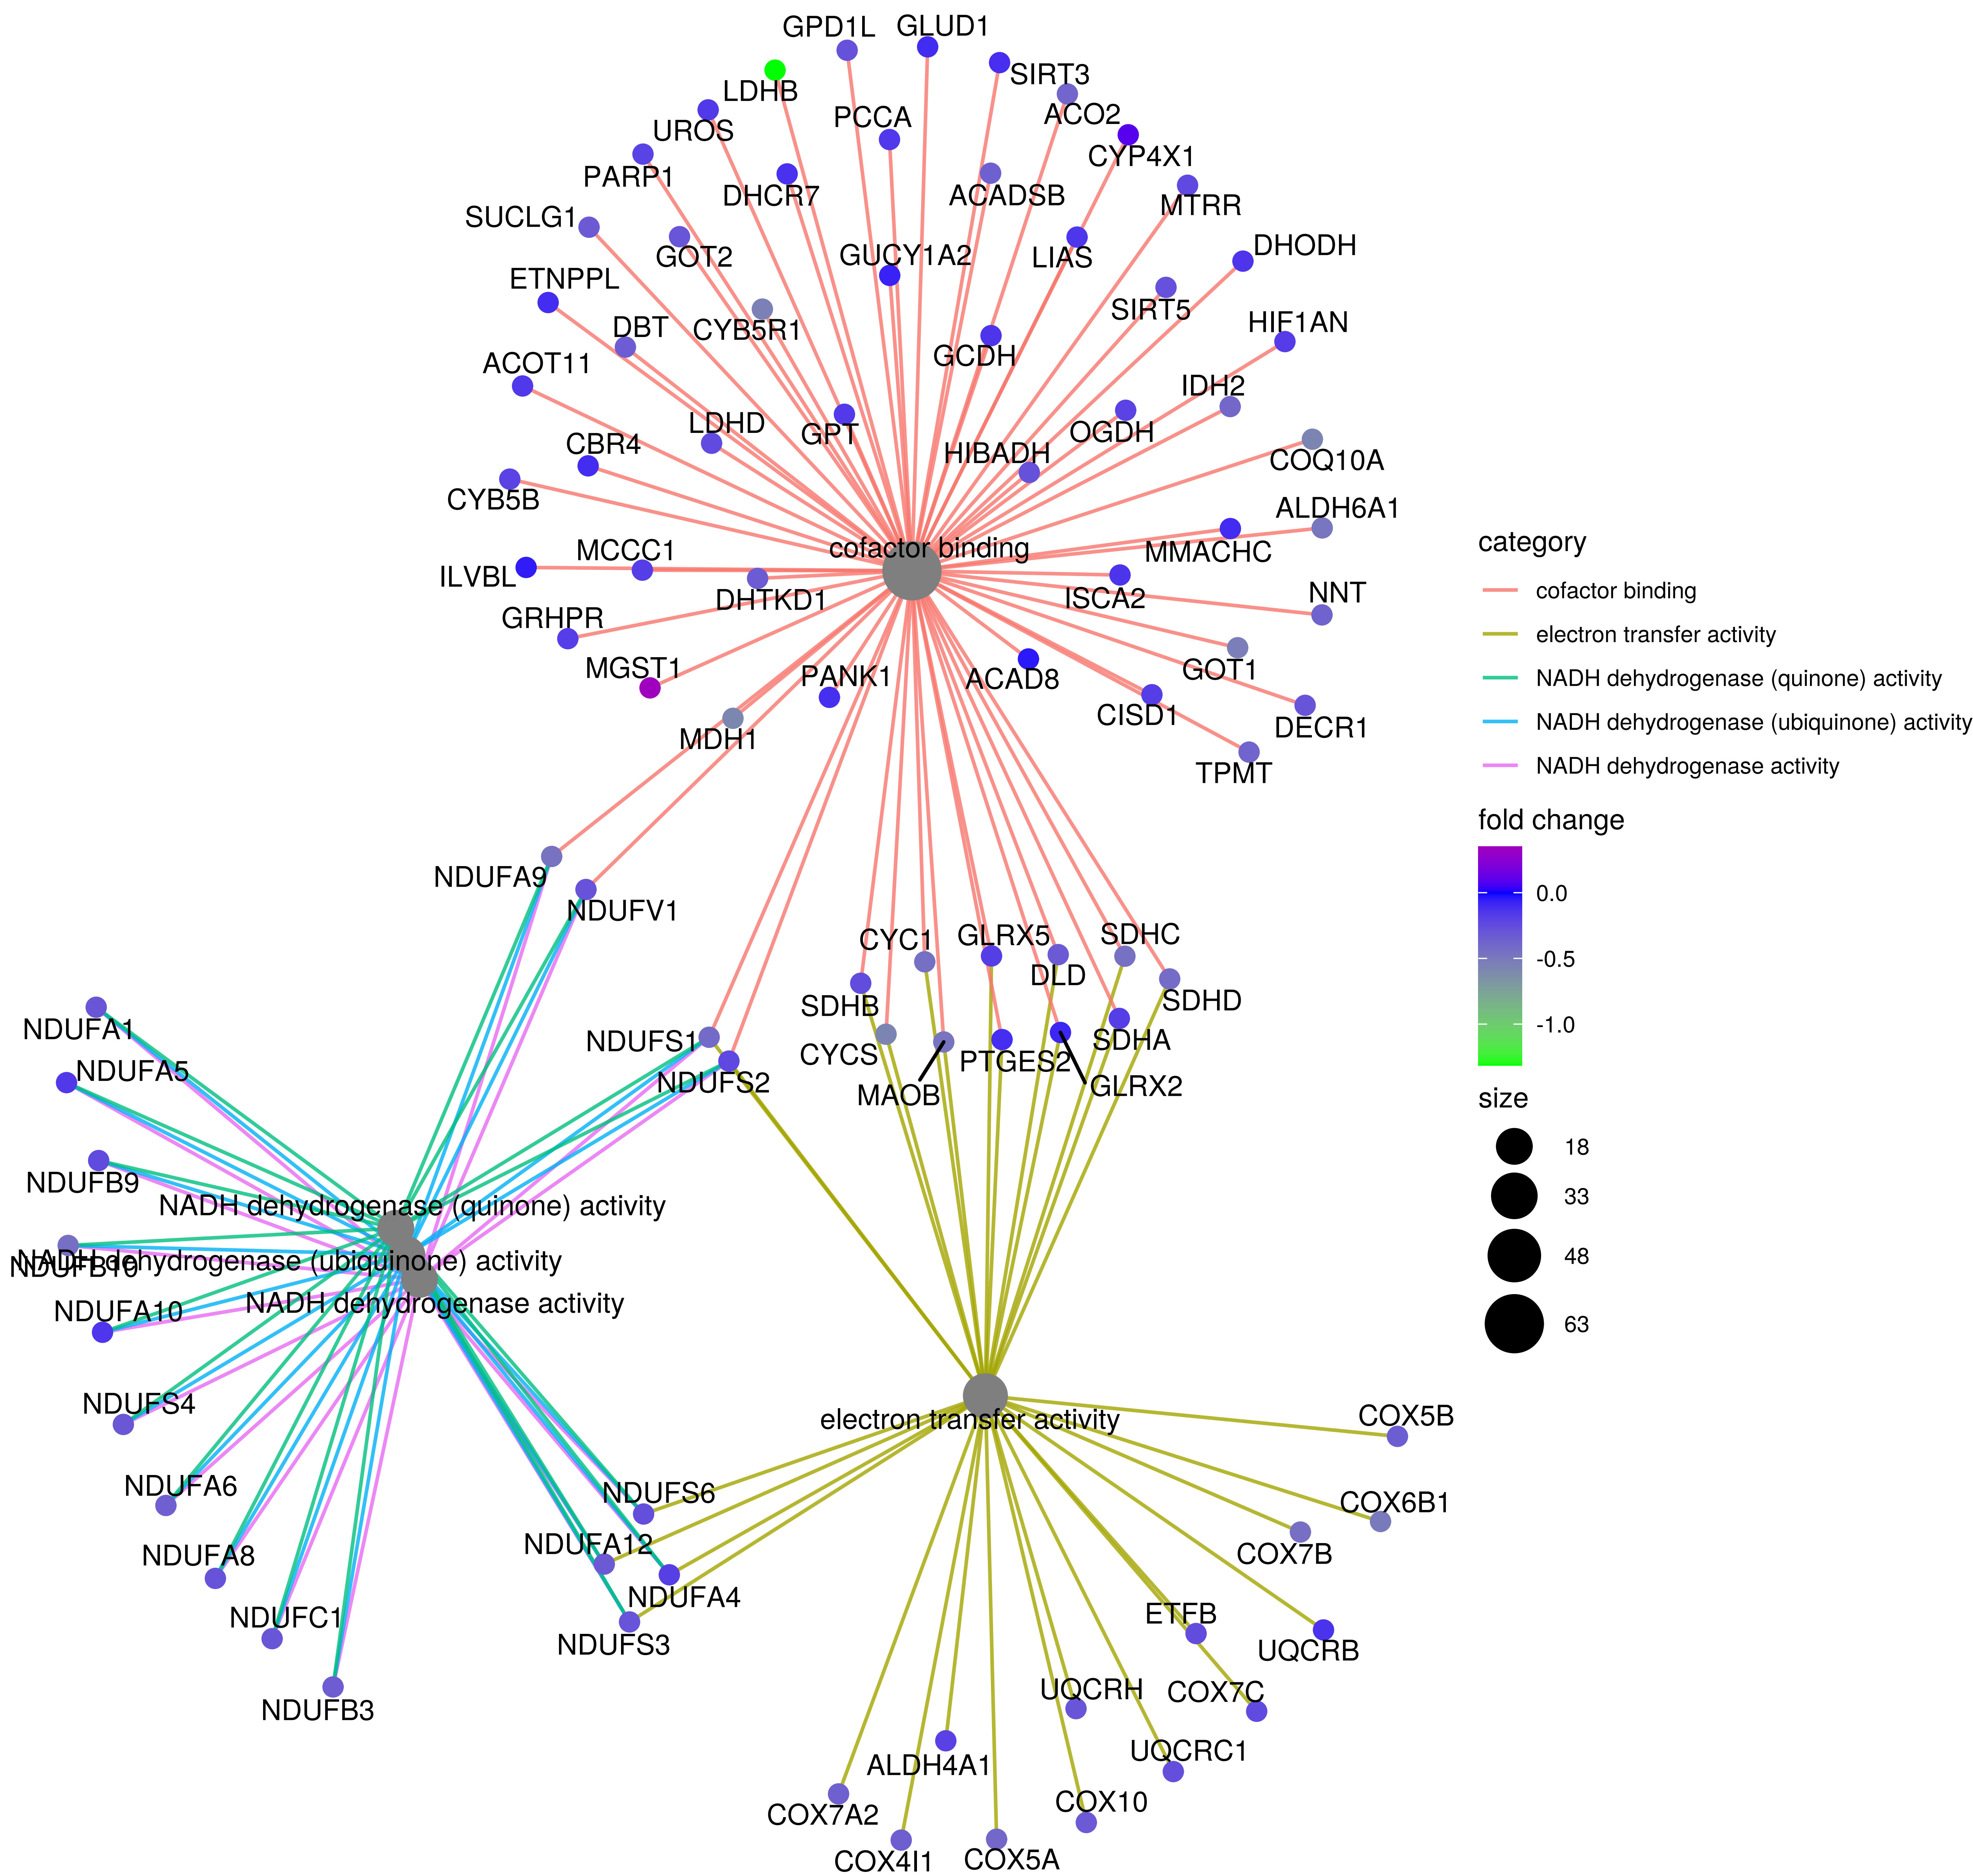 GPD1L
GLUD1
SIRT3
LDHB
ACO2
PCCA
UROS
CYP4X1
PARP1
DHCR7
ACADSB
MTRR
SUCLG1
GOT2
GUCY1A2
LIAS
DHODH
ETNPPL
DBT
CYB5R1
SIRT5
HIF1AN
ACOT11
GCDH
IDH2
LDHD
GPT
OGDH
CBR4
HIBADH
COQ10A
CYB5B
ALDH6A1
cofactor binding
MCCC1
MMACHC
ILVBL
DHTKD1
ISCA2
NNT
GRHPR
MGST1
PANK1
ACAD8
GOT1
MDH1
CISD1
DECR1
TPMT
NDUFA9
NDUFV1
CYC1
GLRX5
SDHC
DLD
SDHB
SDHD
NDUFA1
NDUFS1
CYCS
PTGES2
SDHA
NDUFA5
NDUFS2
MAOB
GLRX2
NDUFB9
NADH dehydrogenase (quinone) activity
NADH dehydrogenase (ubiquinone) activity
NDUFB10
NADH dehydrogenase activity
NDUFA10
NDUFS4
electron transfer activity
COX5B
NDUFA6
NDUFS6
COX6B1
NDUFA12
NDUFA8
COX7B
NDUFA4
NDUFC1
NDUFS3
ETFB
UQCRB
NDUFB3
UQCRH
COX7C
ALDH4A1
UQCRC1
COX7A2
COX10
COX4I1
COX5A
category
cofactor binding
electron transfer activity
NADH dehydrogenase (quinone) activity
NADH dehydrogenase (ubiquinone) activity
NADH dehydrogenase activity
fold change
0.0
-0.5
-1.0
size
18
33
48
63